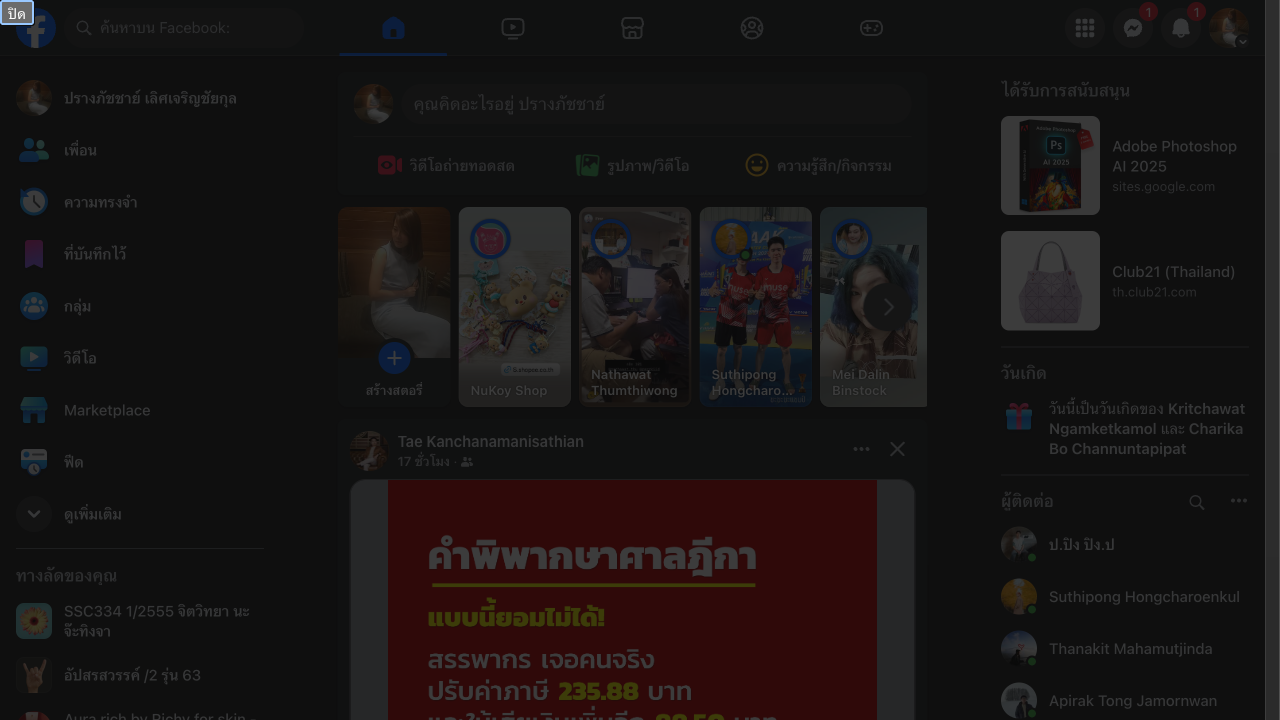 ปิด
ค้นหาบน Facebook:
1
1
ปรางภัชชาย์ เลิศเจริญชัยกุล
เพื่อน
ความทรงจำ
ที่บันทึกไว้
กลุ่ม
วิดีโอ
Marketplace
ฟีด
ดูเพิ่มเติม
ทางลัดของคุณ
SSC334 1/2555 จิตวิทยา นะ
จ๊ะทิงจา
อัปสรสวรรค์ /2 รุ่น 63
Aura rich by Richy for skin -
คุณคิดอะไรอยู่ ปรางภัชชาย์
วิดีโอถ่ายทอดสด
รูปภาพ/วิดีโอ
ความรู้สึก/กิจกรรม
สร้างสตอรี่
NuKoy Shop
Nathawat
Thumthiwong
Suthipong
Hongcharo...
Mei Dalin
Binstock
Tae Kanchanamanisathian
17 ชั่วโมง ·
คำพิพากษาศาลฎีกา
แบบนี้ยอมไม่ได้!
สรรพากร เจอคนจริง
ปรับค่าภาษี 235.88 บาท
ได้รับการสนับสนุน
Adobe Photoshop
AI 2025
Ps
AI 2025
Adobe Photoshop
AI 2025
sites.google.com
Club21 (Thailand)
th.club21.com
วันเกิด
วันนี้เป็นวันเกิดของ Kritchawat
Ngamketkamol และ Charika
Bo Channuntapipat
ผู้ติดต่อ
ป.ปิง ปิง.ป
Suthipong Hongcharoenkul
Thanakit Mahamutjinda
Apirak Tong Jamornwan